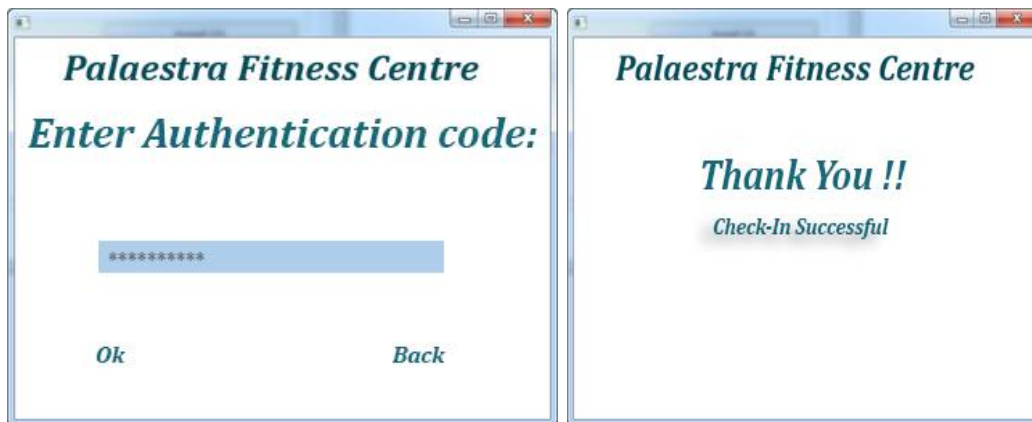 Palaestra Fitness Centre
Enter Authentication code:
**********
Ok
Back
Palaestra Fitness Centre
Thank You !!
Check-In Successful